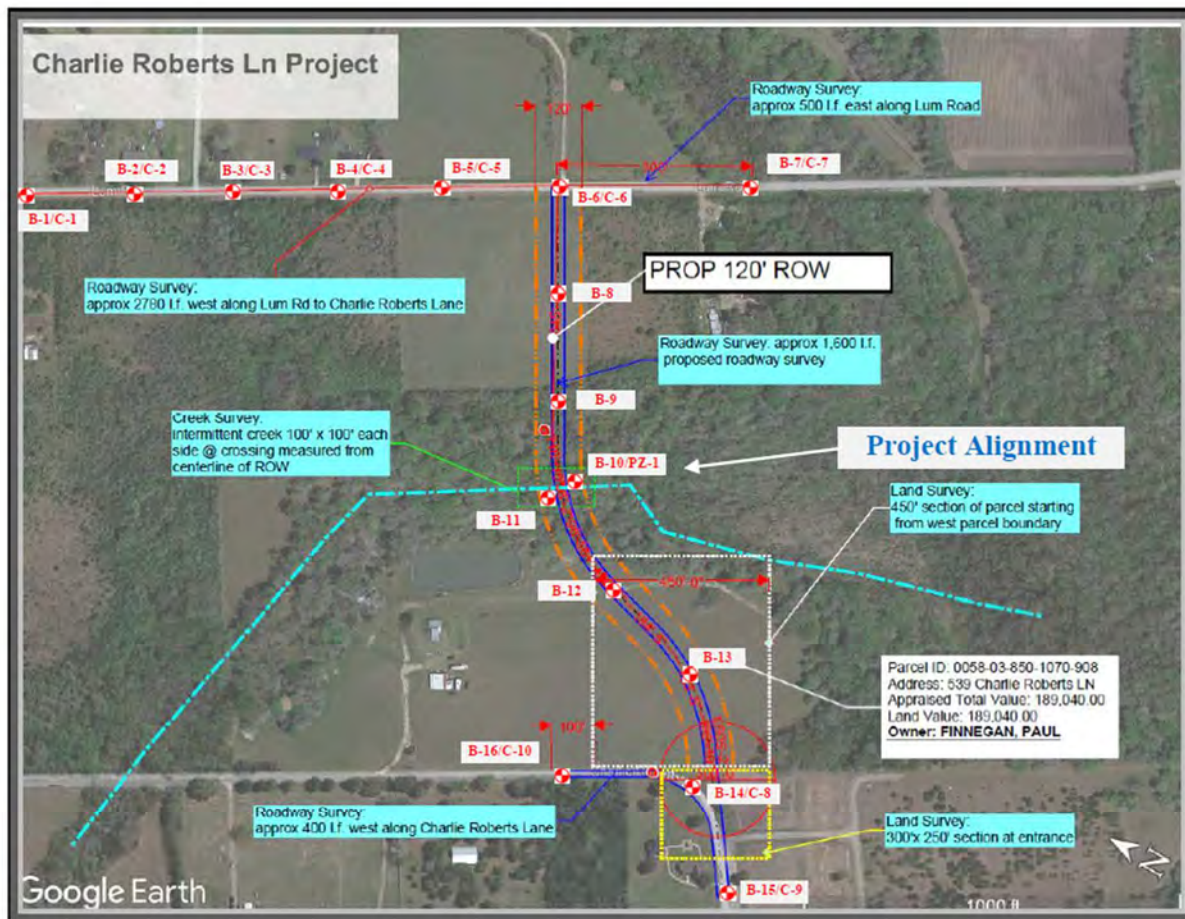 Charlie Roberts Ln Project
120'
Roadway Survey:
approx 500 l.f. east along Lum Road
B-2/C-2
B-3/C-3
B-4/C-4
B-5/C-5
B-7/C-7
B-1/C-1
B-6/C-6
PROP 120' ROW
Roadway Survey:
approx 2780 l.f. west along Lum Rd to Charlie Roberts Lane
B-8
Roadway Survey: approx 1,600 l.f.
proposed roadway survey
B-9
Creek Survey:
intermittent creek 100' x 100' each
side @ crossing measured from
centerline of ROW
Project Alignment
B-10/PZ-1
B-11
Land Survey:
450' section of parcel starting
from west parcel boundary
450' 0"
B-12
B-13
Parcel ID: 0058-03-850-1070-908
Address: 539 Charlie Roberts LN
Appraised Total Value: 189,040.00
Land Value: 189,040.00
Owner: FINNEGAN, PAUL
100'
B-16/C-10
B-14/C-8
Roadway Survey:
approx 400 l.f. west along Charlie Roberts Lane
Land Survey:
300'x 250' section at entrance
B-15/C-9
N
Google Earth
1000 ft